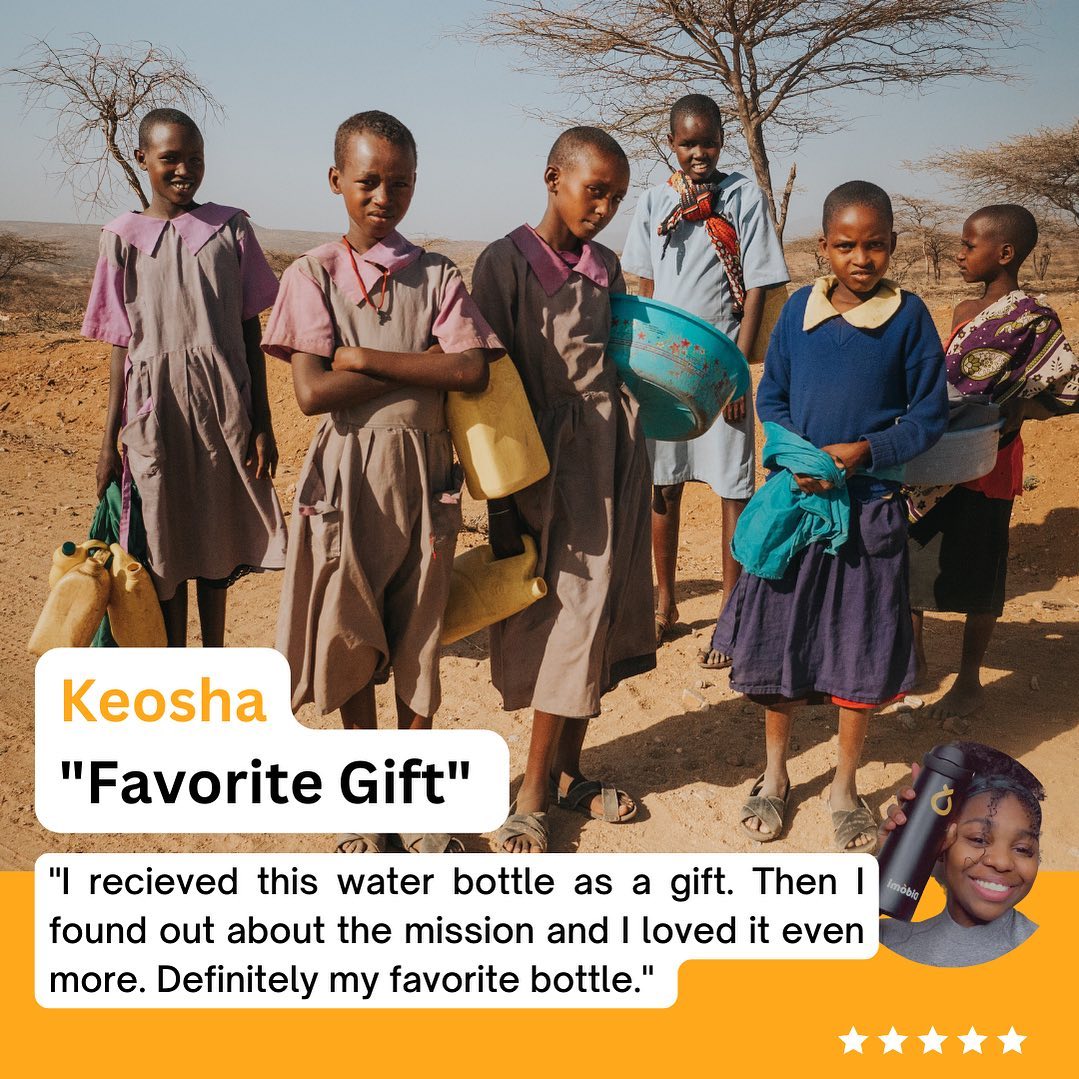 Keosha
"Favorite Gift"
"I recieved this water bottle as a gift. Then I
found out about the mission and I loved it even
more. Definitely my favorite bottle."